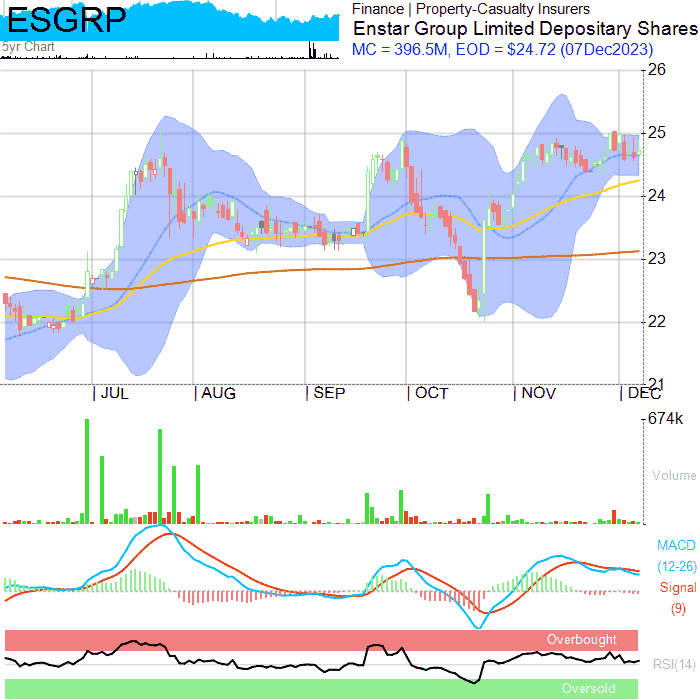 ESGRP
Finance | Property-Casualty Insurers
Enstar Group Limited Depositary Shares
5yr Chart
MC = 396.5M, EOD = $24.72 (07Dec2023)
26
25
24
23
22
21
JUL
AUG
SEP
OCT
NOV
DEC
674k
Volume
MACD
(12-26)
Signal
(9)
Overbought
RSI(14)
Oversold